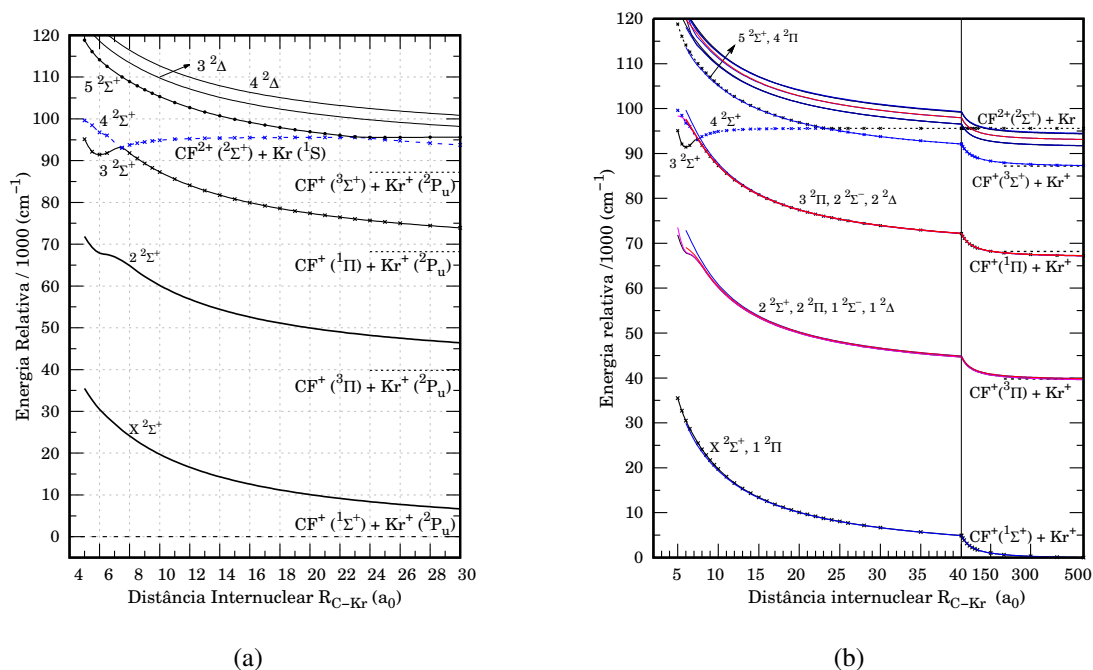 120
110
100
90
80
70
60
50
40
30
20
10
0
Energia Relativa / 1000 (cm⁻¹)
3 ²Δ
4 ²Δ
5 ²Σ⁺
4 ²Σ⁺
CF²⁺ (²Σ⁺) + Kr (¹S)
3 ²Σ⁺
CF⁺ (³Σ⁺) + Kr⁺ (²Pᵤ)
CF⁺ (¹Π) + Kr⁺ (²Pᵤ)
2 ²Σ⁺
CF⁺ (³Π) + Kr⁺ (²Pᵤ)
X ²Σ⁺
CF⁺ (¹Σ⁺) + Kr⁺ (²Pᵤ)
4 6 8 10 12 14 16 18 20 22 24 26 28 30
Distância Internuclear R_C−Kr (a₀)
(a)
120
110
100
90
80
70
60
50
40
30
20
10
0
Energia relativa /1000 (cm⁻¹)
5 ²Σ⁺, 4 ²Π
4 ²Σ⁺
CF²⁺(²Σ⁺) + Kr
3 ²Σ⁺
CF⁺(³Σ⁺) + Kr⁺
3 ²Π, 2 ²Σ⁻, 2 ²Δ
CF⁺(¹Π) + Kr⁺
2 ²Σ⁺, 2 ²Π, 1 ²Σ⁻, 1 ²Δ
CF⁺(³Π) + Kr⁺
X ²Σ⁺, 1 ²Π
CF⁺(¹Σ⁺) + Kr⁺
5 10 15 20 25 30 35 40 150 300 500
Distância internuclear R_C−Kr (a₀)
(b)